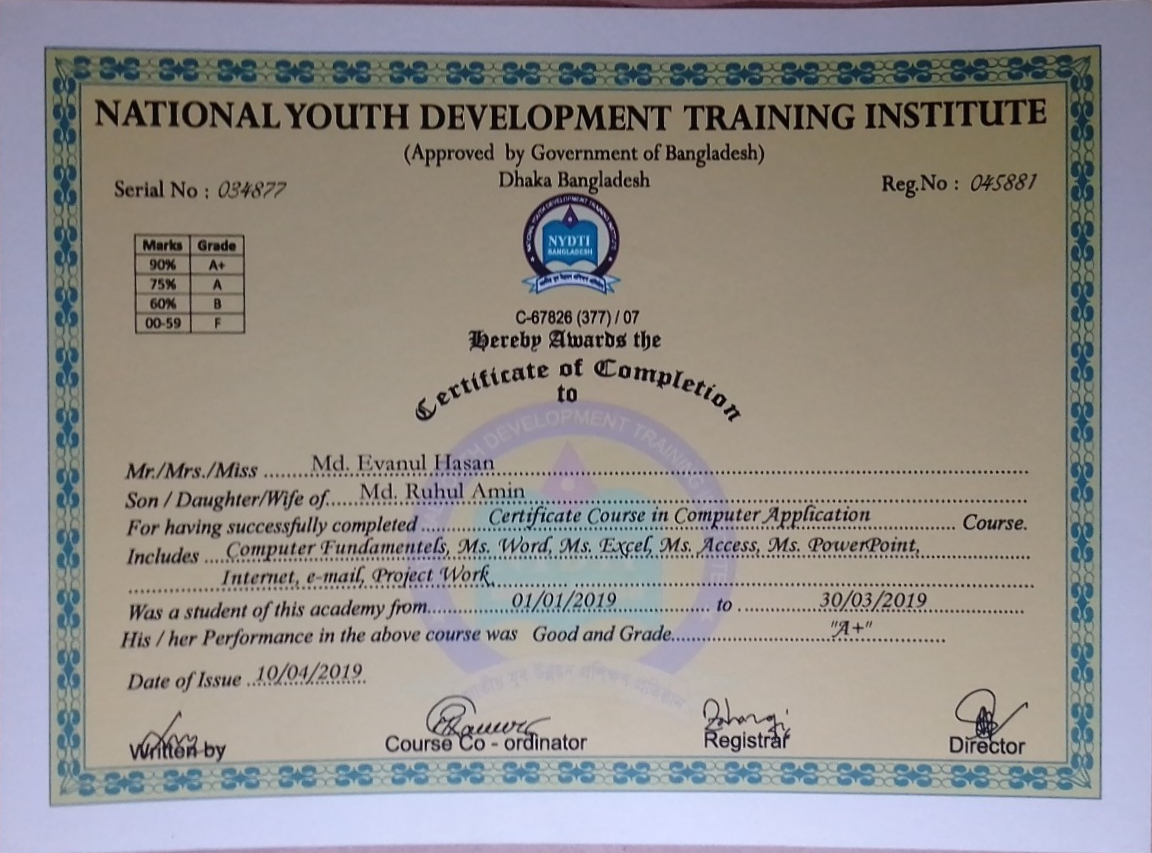 NATIONAL YOUTH DEVELOPMENT TRAINING INSTITUTE
(Approved by Government of Bangladesh)
Dhaka Bangladesh
Serial No : 034877
Reg.No : 045881
Marks Grade
90% A+
75% A
60% B
00-59 F
NATIONAL YOUTH DEVELOPMENT TRAINING INSTITUTE
NYDTI
BANGLADESH
C-67826 (377) / 07
Hereby Awards the
Certificate of Completion
to
Mr./Mrs./Miss Md. Evanul Hasan
Son / Daughter/Wife of Md. Ruhul Amin
For having successfully completed Certificate Course in Computer Application Course.
Includes Computer Fundamentels, Ms. Word, Ms. Excel, Ms. Access, Ms. PowerPoint,
Internet, e-mail, Project Work
Was a student of this academy from 01/01/2019 to 30/03/2019
His / her Performance in the above course was Good and Grade "A+"
Date of Issue 10/04/2019
Written by
Course Co - ordinator
Registrar
Director